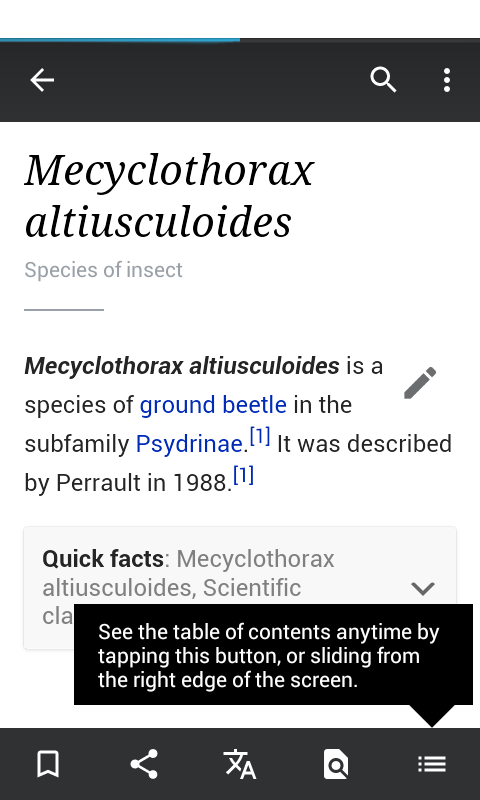 Mecyclothorax
altiusculoides
Species of insect
Mecyclothorax altiusculoides is a
species of ground beetle in the
subfamily Psydrinae.[1] It was described
by Perrault in 1988.[1]
Quick facts: Mecyclothorax
altiusculoides, Scientific
cla
See the table of contents anytime by
tapping this button, or sliding from
the right edge of the screen.